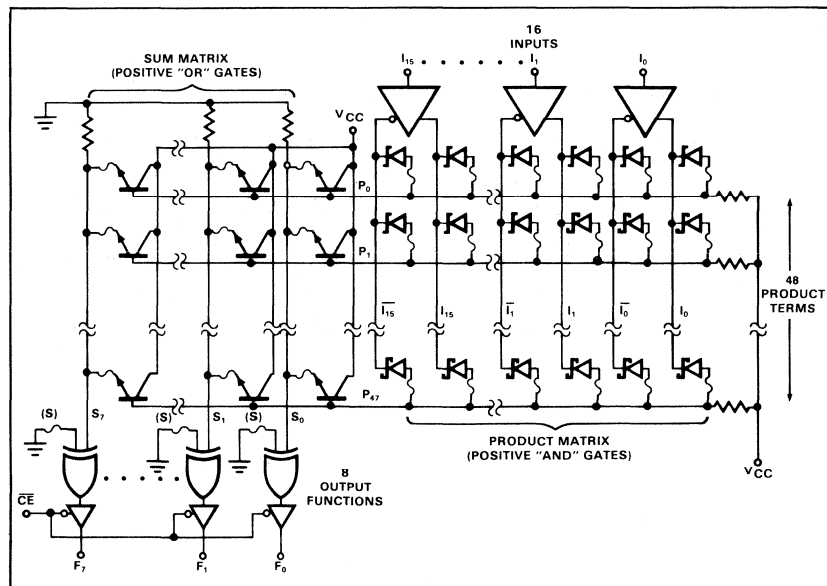 SUM MATRIX
(POSITIVE "OR" GATES)
16
INPUTS
I15 I1 I0
VCC
P0
P1
I15 I15 I1 I1 I0 I0
48
PRODUCT
TERMS
P47
(S) S7 (S) S1 (S) S0
PRODUCT MATRIX
(POSITIVE "AND" GATES)
VCC
8
OUTPUT
FUNCTIONS
CE
F7 F1 F0